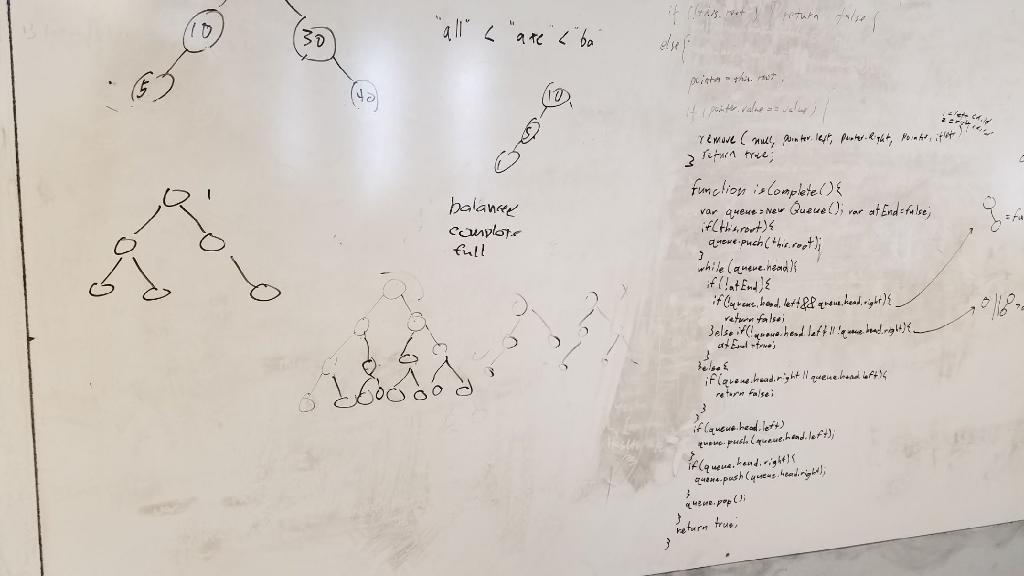 10
30
5
40
"all" < "are" < "ba"
10
5
1
balanced
complete
full
if (!this.root) { return false {
else{
pointer = this.root;
if (pointer.value == value) {
remove ( null, pointer.left, pointer.Right, pointer,
} return true;
function isComplete(){
var queue=New Queue(); var atEnd=false;
if(this.root){
queue.push(this.root);
}
while (queue.head){
if(!atEnd){
if(!queue.head.left&&queue.head.right){
return false;
}else if(!queue.head.left || !queue.head.right){
atEnd=true;
}
}else{
if(queue.head.right || queue.head.left){
return false;
}
}
if(queue.head.left)
queue.push(queue.head.left);
}
if(queue.head.right){
queue.push(queue.head.right);
}
queue.pop();
}
return true;
}